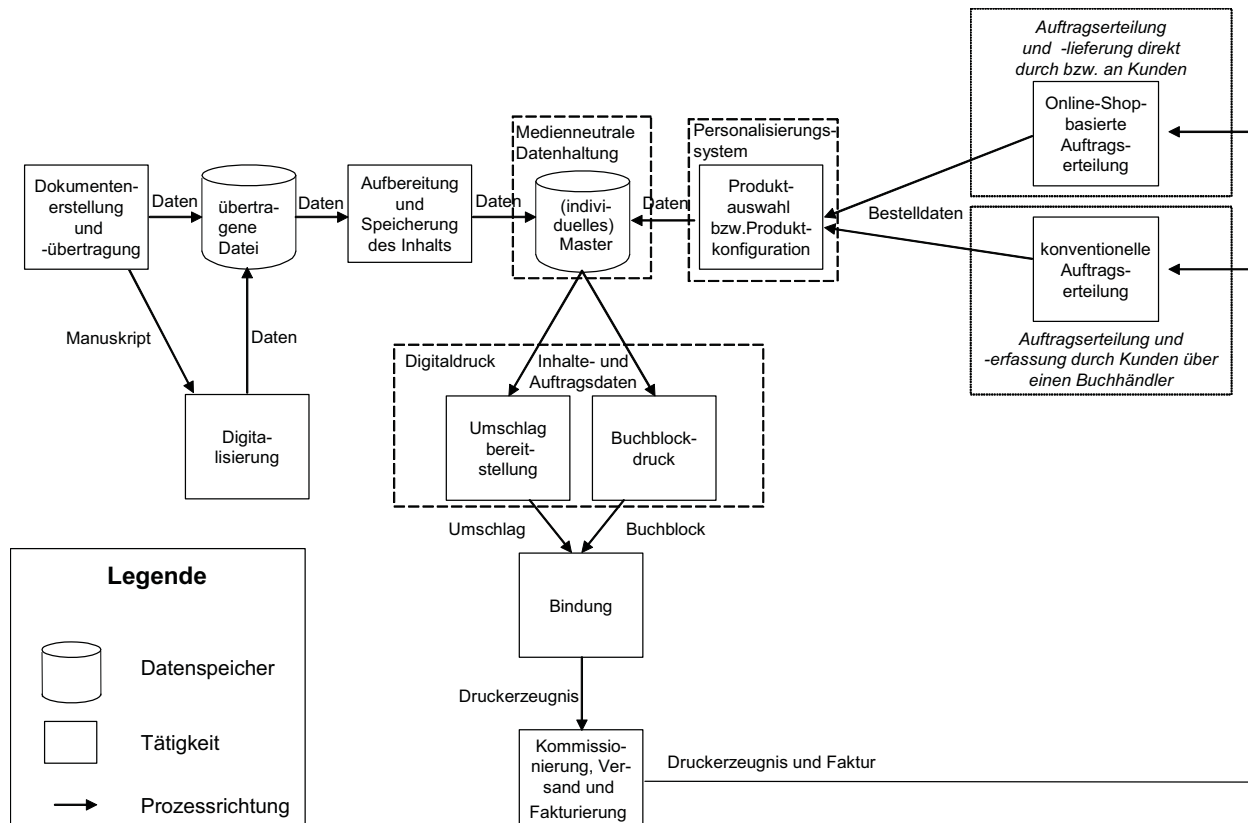 Auftragserteilung
und -lieferung direkt
durch bzw. an Kunden
Online-Shop-
basierte
Auftrags-
erteilung
Medienneutrale
Datenhaltung
Personalisierungs-
system
Dokumenten-
erstellung
und
-übertragung
Daten
übertra-
gene
Datei
Daten
Aufbereitung
und
Speicherung
des Inhalts
Daten
(indivi-
duelles)
Master
Daten
Produkt-
auswahl
bzw.Produkt-
konfiguration
Bestelldaten
konventionelle
Auftrags-
erteilung
Auftragserteilung und
-erfassung durch Kunden über
einen Buchhändler
Manuskript
Daten
Digita-
lisierung
Digitaldruck
Inhalte- und
Auftragsdaten
Umschlag
bereit-
stellung
Buchblock-
druck
Umschlag
Buchblock
Bindung
Druckerzeugnis
Kommissio-
nierung, Ver-
sand und
Fakturierung
Druckerzeugnis und Faktur
Legende
Datenspeicher
Tätigkeit
Prozessrichtung